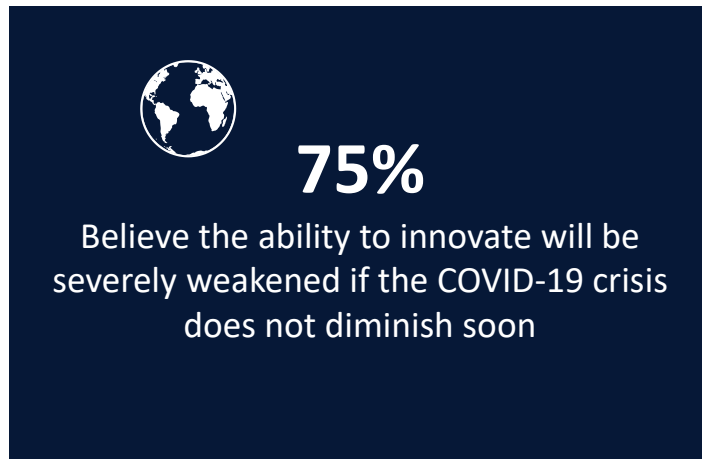 75%
Believe the ability to innovate will be
severely weakened if the COVID-19 crisis
does not diminish soon